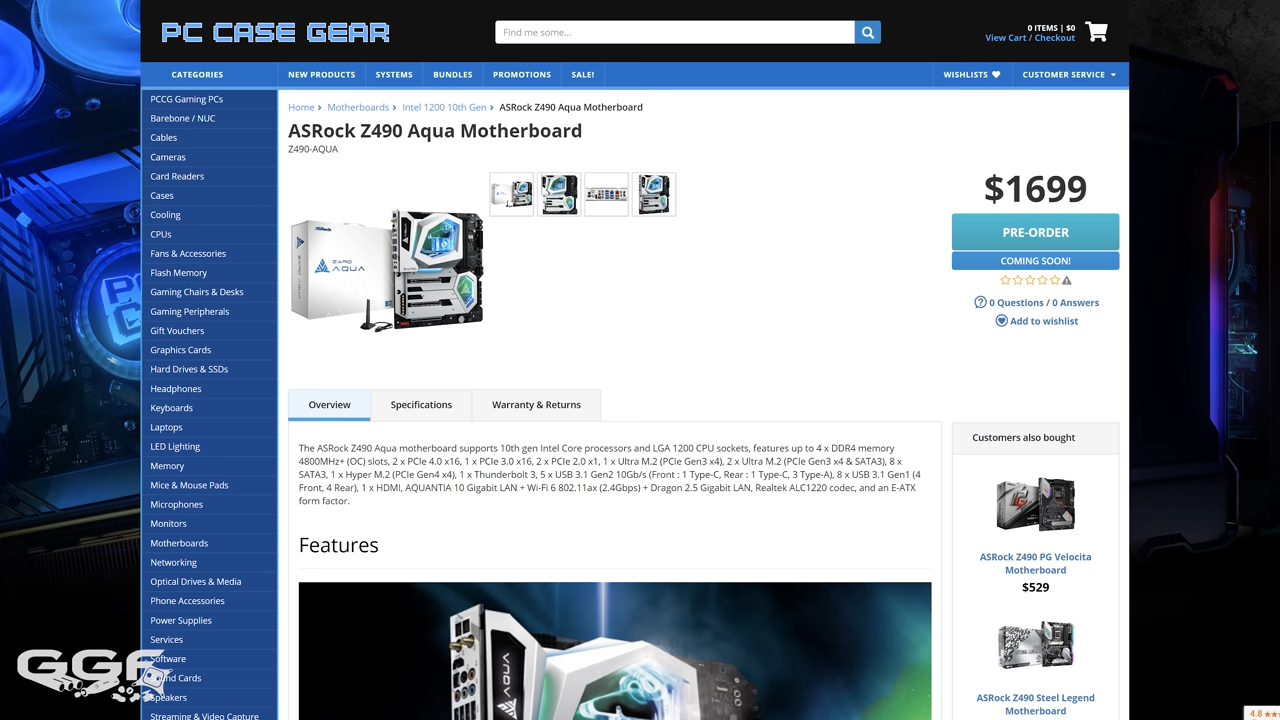 PC CASE GEAR
Find me some...
0 ITEMS | $0
View Cart / Checkout
CATEGORIES
NEW PRODUCTS
SYSTEMS
BUNDLES
PROMOTIONS
SALE!
WISHLISTS
CUSTOMER SERVICE
PCCG Gaming PCs
Barebone / NUC
Cables
Cameras
Card Readers
Cases
Cooling
CPUs
Fans & Accessories
Flash Memory
Gaming Chairs & Desks
Gaming Peripherals
Gift Vouchers
Graphics Cards
Hard Drives & SSDs
Headphones
Keyboards
Laptops
LED Lighting
Memory
Mice & Mouse Pads
Microphones
Monitors
Motherboards
Networking
Optical Drives & Media
Phone Accessories
Power Supplies
Services
Software
Cards
Speakers
Streaming & Video Capture
GGF
Home › Motherboards › Intel 1200 10th Gen › ASRock Z490 Aqua Motherboard
ASRock Z490 Aqua Motherboard
Z490-AQUA
ASRock
Z490
AQUA
$1699
PRE-ORDER
COMING SOON!
0 Questions / 0 Answers
Add to wishlist
Overview
Specifications
Warranty & Returns
The ASRock Z490 Aqua motherboard supports 10th gen Intel Core processors and LGA 1200 CPU sockets, features up to 4 x DDR4 memory
4800MHz+ (OC) slots, 2 x PCIe 4.0 x16, 1 x PCIe 3.0 x16, 2 x PCIe 2.0 x1, 1 x Ultra M.2 (PCIe Gen3 x4), 2 x Ultra M.2 (PCIe Gen3 x4 & SATA3), 8 x
SATA3, 1 x Hyper M.2 (PCIe Gen4 x4), 1 x Thunderbolt 3, 5 x USB 3.1 Gen2 10Gb/s (Front : 1 Type-C, Rear : 1 Type-C, 3 Type-A), 8 x USB 3.1 Gen1 (4
Front, 4 Rear), 1 x HDMI, AQUANTIA 10 Gigabit LAN + Wi-Fi 6 802.11ax (2.4Gbps) + Dragon 2.5 Gigabit LAN, Realtek ALC1220 codec, and an E-ATX
form factor.
Features
AQUA
Customers also bought
ASRock Z490 PG Velocita
Motherboard
$529
ASRock Z490 Steel Legend
Motherboard
4.8